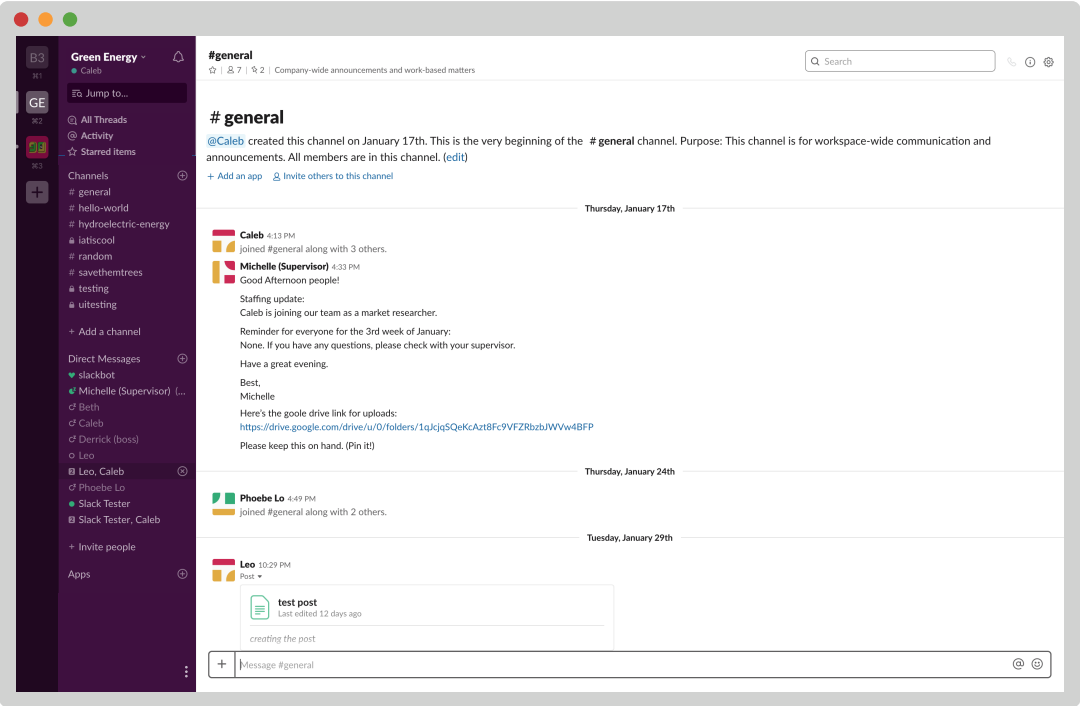 B3
⌘1
GE
⌘2
gg
⌘3
+
Green Energy
Caleb
Jump to...
All Threads
Activity
Starred items
Channels
# general
# hello-world
# hydroelectric-energy
iatiscool
# random
# savethemtrees
testing
uitesting
+ Add a channel
Direct Messages
slackbot
Michelle (Supervisor) (...
Beth
Caleb
Derrick (boss)
Leo
2 Leo, Caleb
Phoebe Lo
Slack Tester
2 Slack Tester, Caleb
+ Invite people
Apps
#general
7 | 2 | Company-wide announcements and work-based matters
Search
# general
@Caleb created this channel on January 17th. This is the very beginning of the # general channel. Purpose: This channel is for workspace-wide communication and
announcements. All members are in this channel. (edit)
+ Add an app Invite others to this channel
Thursday, January 17th
Caleb 4:13 PM
joined #general along with 3 others.
Michelle (Supervisor) 4:33 PM
Good Afternoon people!
Staffing update:
Caleb is joining our team as a market researcher.
Reminder for everyone for the 3rd week of January:
None. If you have any questions, please check with your supervisor.
Have a great evening.
Best,
Michelle
Here's the goole drive link for uploads:
https://drive.google.com/drive/u/0/folders/1qJcjqSQeKcAzt8Fc9VFZRbzbJWVw4BFP
Please keep this on hand. (Pin it!)
Thursday, January 24th
Phoebe Lo 4:49 PM
joined #general along with 2 others.
Tuesday, January 29th
Leo 10:29 PM
Post
test post
Last edited 12 days ago
creating the post
+ Message #general @